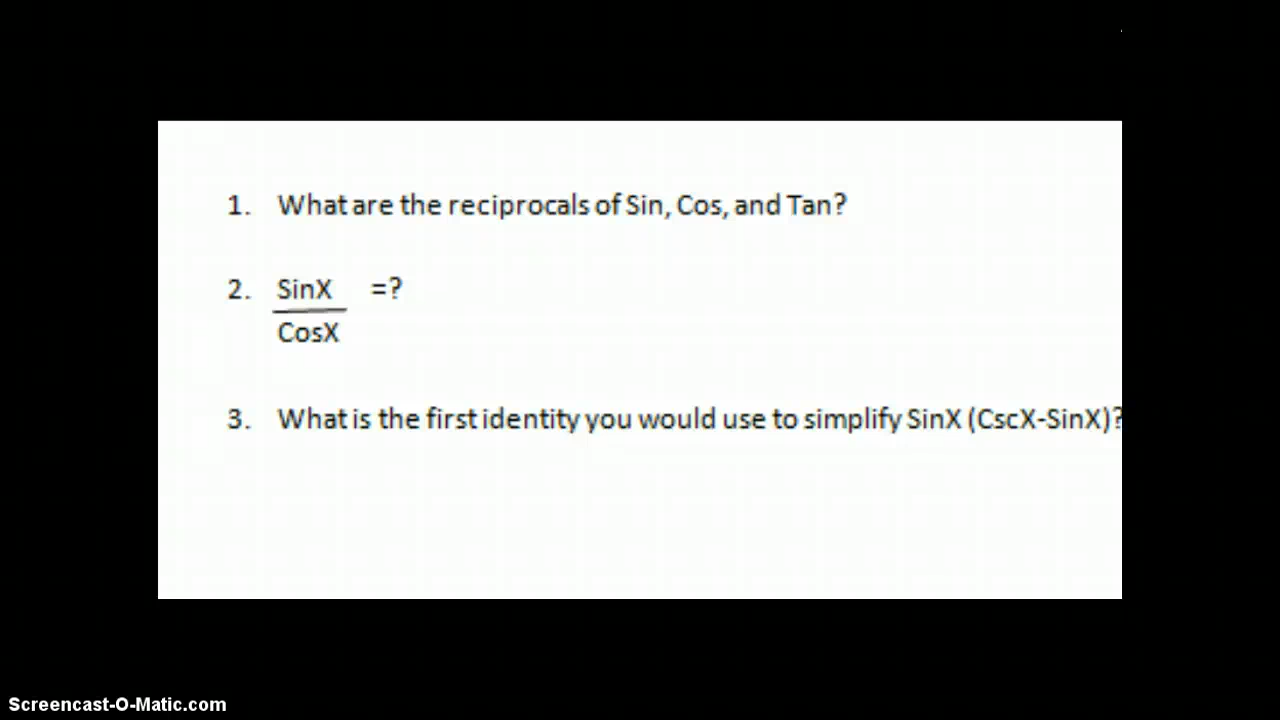 1. What are the reciprocals of Sin, Cos, and Tan?
2. SinX =?
CosX
3. What is the first identity you would use to simplify SinX (CscX-SinX)?
Screencast-O-Matic.com